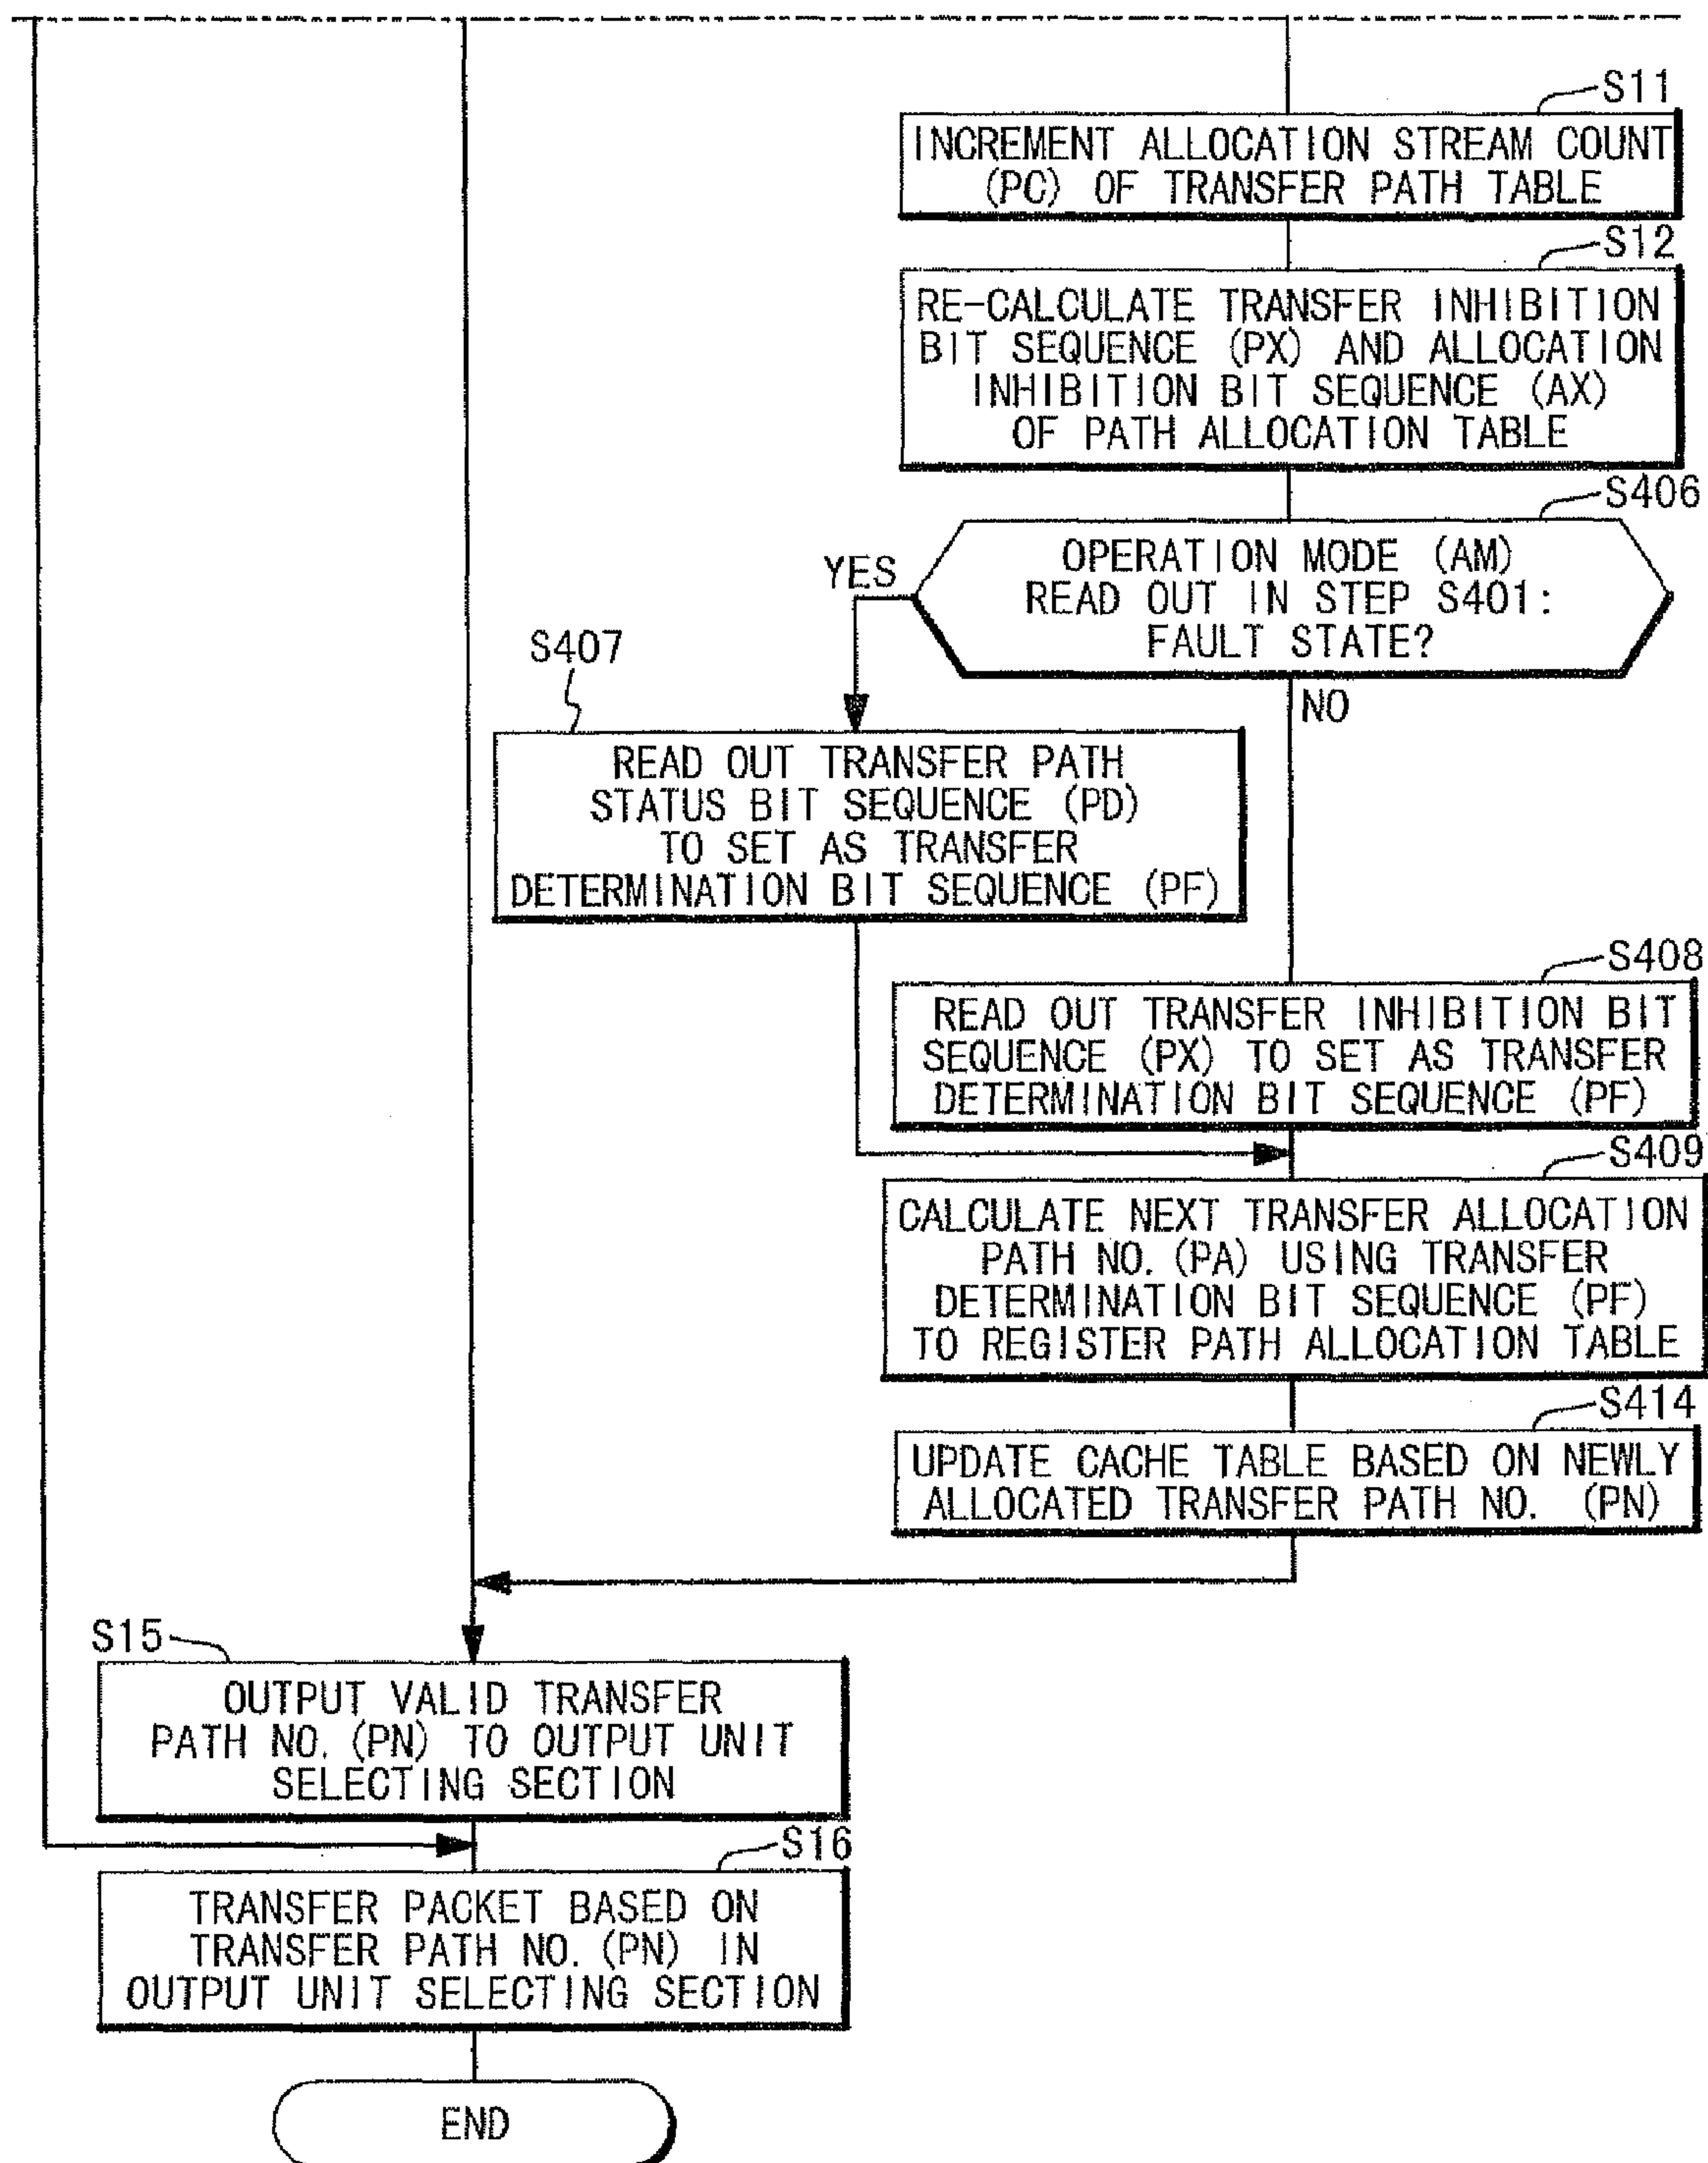 S11
INCREMENT ALLOCATION STREAM COUNT
(PC) OF TRANSFER PATH TABLE
S12
RE-CALCULATE TRANSFER INHIBITION
BIT SEQUENCE (PX) AND ALLOCATION
INHIBITION BIT SEQUENCE (AX)
OF PATH ALLOCATION TABLE
S406
OPERATION MODE (AM)
READ OUT IN STEP S401:
FAULT STATE?
YES
NO
S407
READ OUT TRANSFER PATH
STATUS BIT SEQUENCE (PD)
TO SET AS TRANSFER
DETERMINATION BIT SEQUENCE (PF)
S408
READ OUT TRANSFER INHIBITION BIT
SEQUENCE (PX) TO SET AS TRANSFER
DETERMINATION BIT SEQUENCE (PF)
S409
CALCULATE NEXT TRANSFER ALLOCATION
PATH NO. (PA) USING TRANSFER
DETERMINATION BIT SEQUENCE (PF)
TO REGISTER PATH ALLOCATION TABLE
S414
UPDATE CACHE TABLE BASED ON NEWLY
ALLOCATED TRANSFER PATH NO. (PN)
S15
OUTPUT VALID TRANSFER
PATH NO. (PN) TO OUTPUT UNIT
SELECTING SECTION
S16
TRANSFER PACKET BASED ON
TRANSFER PATH NO. (PN) IN
OUTPUT UNIT SELECTING SECTION
END